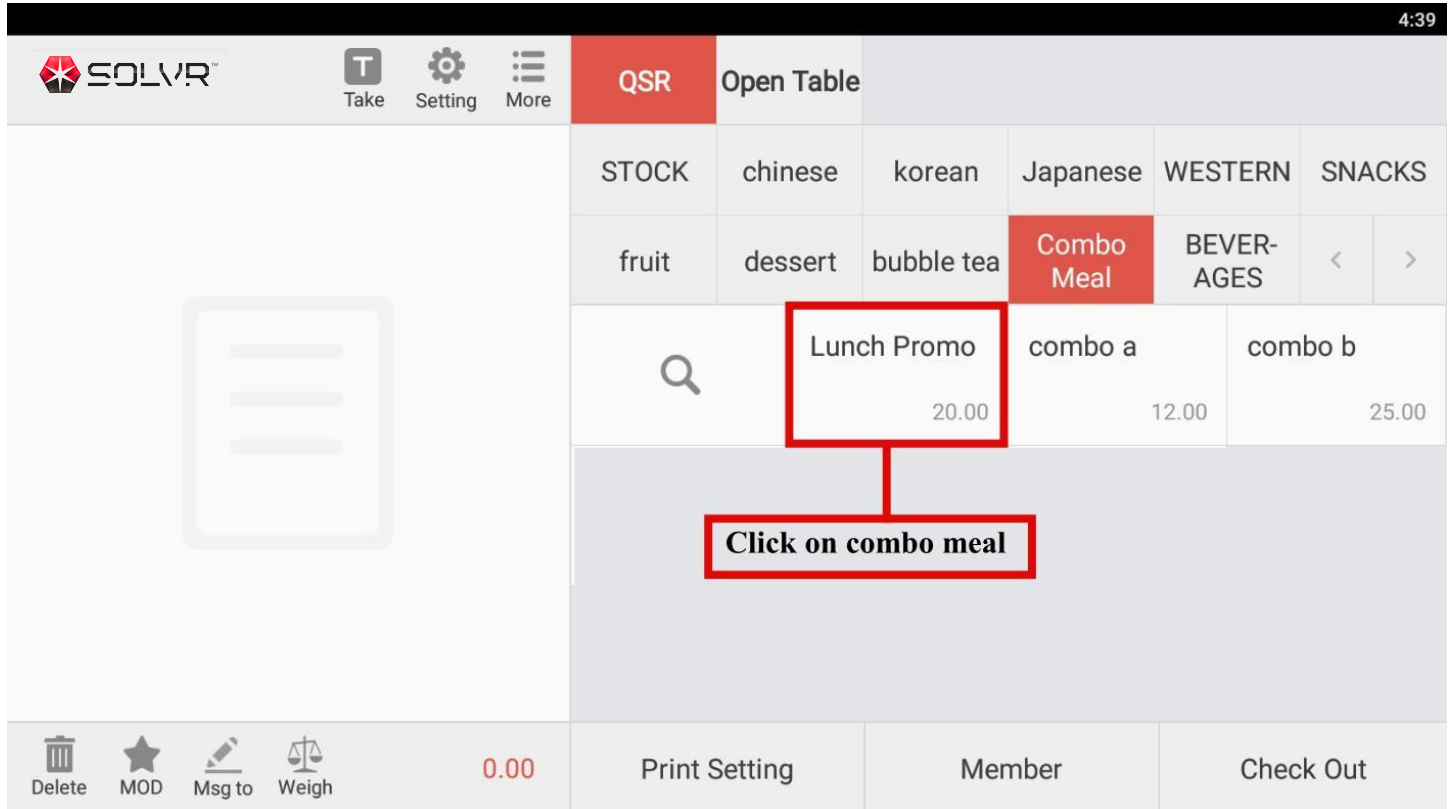 4:39
SOLVR™
T
Take
Setting
More
QSR
Open Table
STOCK
chinese
korean
Japanese
WESTERN
SNACKS
fruit
dessert
bubble tea
Combo
Meal
BEVER-
AGES
<
>
Lunch Promo
20.00
combo a
12.00
combo b
25.00
Click on combo meal
Delete
MOD
Msg to
Weigh
0.00
Print Setting
Member
Check Out